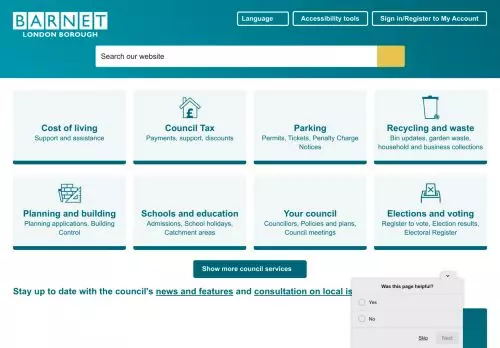 BARNET
LONDON BOROUGH
Language
Accessibility tools
Sign in/Register to My Account
Search our website
Cost of living
Support and assistance
£
Council Tax
Payments, support, discounts
Parking
Permits, Tickets, Penalty Charge
Notices
Recycling and waste
Bin updates, garden waste,
household and business collections
Planning and building
Planning applications, Building
Control
Schools and education
Admissions, School holidays,
Catchment areas
Your council
Councillors, Policies and plans,
Council meetings
Elections and voting
Register to vote, Election results,
Electoral Register
Show more council services
Stay up to date with the council's news and features and consultation on local is
Was this page helpful?
Yes
No
Skip
Next